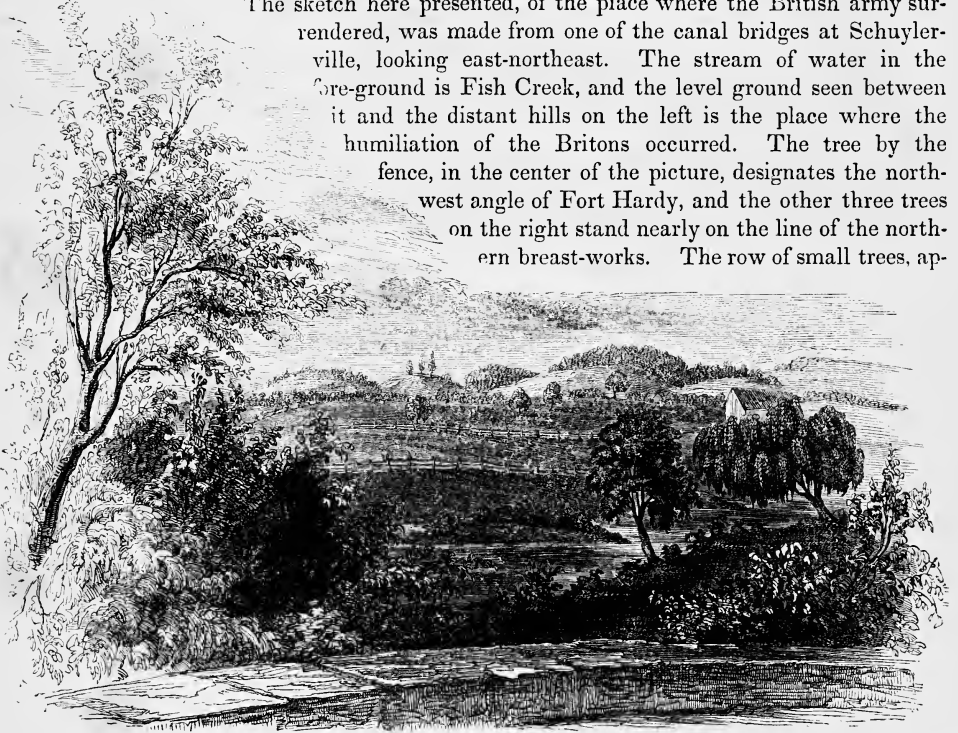 The sketch here presented, of the place where the British army sur-
rendered, was made from one of the canal bridges at Schuyler-
ville, looking east-northeast. The stream of water in the
fore-ground is Fish Creek, and the level ground seen between
it and the distant hills on the left is the place where the
humiliation of the Britons occurred. The tree by the
fence, in the center of the picture, designates the north-
west angle of Fort Hardy, and the other three trees
on the right stand nearly on the line of the north-
ern breast-works. The row of small trees, ap-